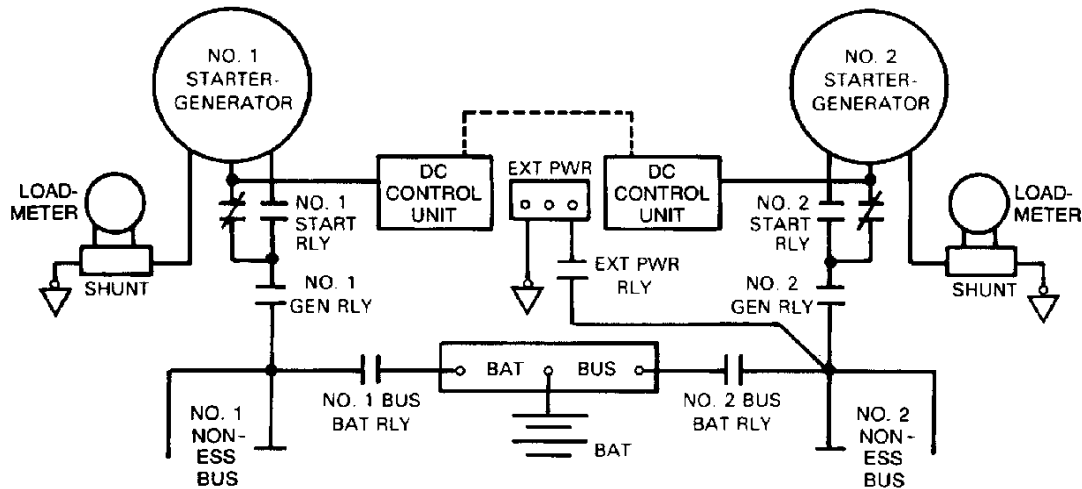 NO. 1
STARTER-
GENERATOR
NO. 2
STARTER-
GENERATOR
LOAD-
METER
SHUNT
NO. 1
START
RLY
NO. 1
GEN RLY
DC
CONTROL
UNIT
EXT PWR
DC
CONTROL
UNIT
EXT PWR
RLY
NO. 2
START
RLY
NO. 2
GEN RLY
LOAD-
METER
SHUNT
NO. 1
NON-
ESS
BUS
NO. 1 BUS
BAT RLY
BAT BUS
BAT
NO. 2 BUS
BAT RLY
NO. 2
NON-
ESS
BUS